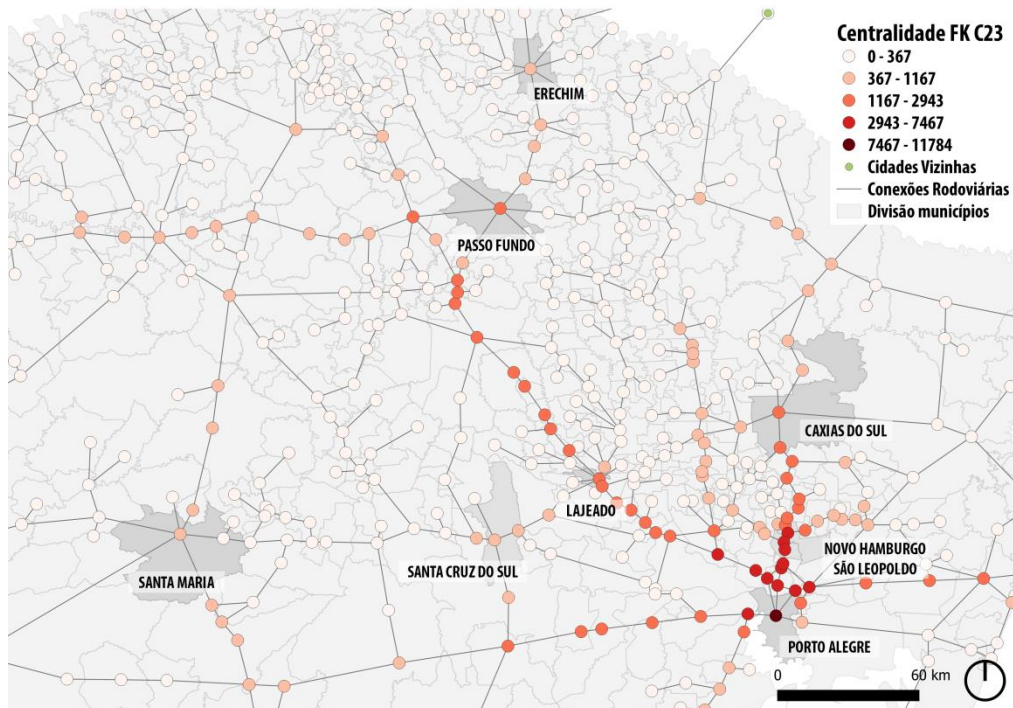 Centralidade FK C23
0 - 367
367 - 1167
1167 - 2943
2943 - 7467
7467 - 11784
Cidades Vizinhas
Conexões Rodoviárias
Divisão municípios
ERECHIM
PASSO FUNDO
CAXIAS DO SUL
LAJEADO
NOVO HAMBURGO
SÃO LEOPOLDO
SANTA CRUZ DO SUL
SANTA MARIA
PORTO ALEGRE
0
60 km